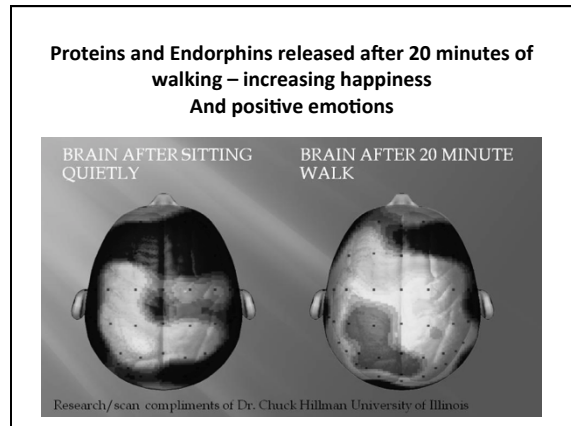 Proteins and Endorphins released after 20 minutes of
walking – increasing happiness
And positive emotions
BRAIN AFTER SITTING
QUIETLY
BRAIN AFTER 20 MINUTE
WALK
Research/scan compliments of Dr. Chuck Hillman University of Illinois